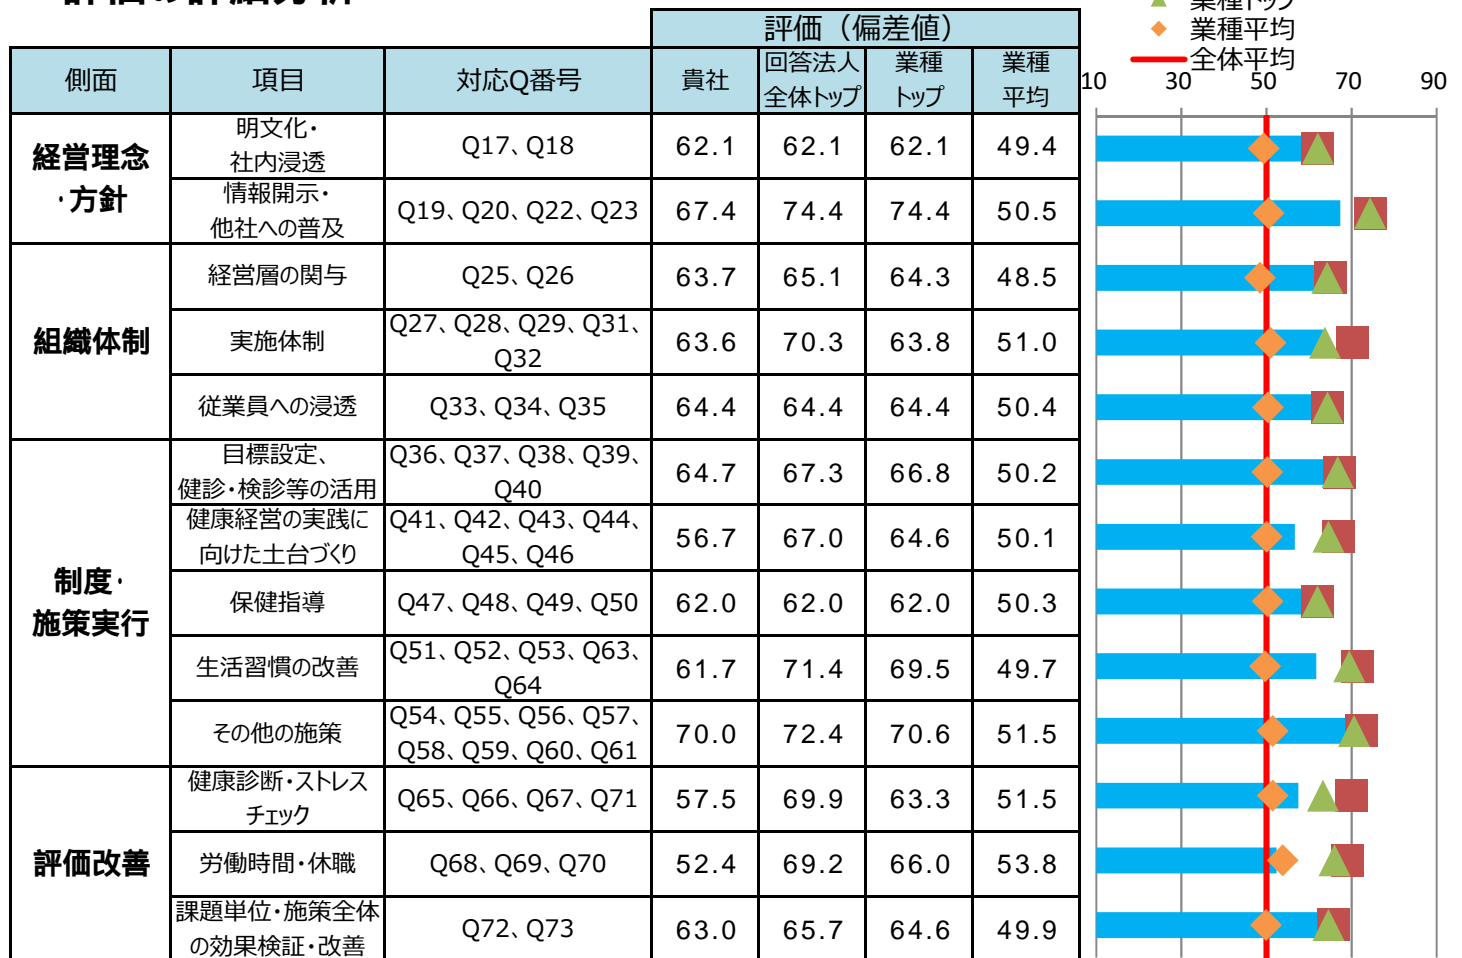 評価の詳細分析
業種トップ
業種平均
全体平均
評価（偏差値）
側面 項目 対応Q番号 貴社 回答法人全体トップ 業種トップ 業種平均
10 30 50 70 90
経営理念・方針
明文化・社内浸透 Q17、Q18 62.1 62.1 62.1 49.4
情報開示・他社への普及 Q19、Q20、Q22、Q23 67.4 74.4 74.4 50.5
組織体制
経営層の関与 Q25、Q26 63.7 65.1 64.3 48.5
実施体制 Q27、Q28、Q29、Q31、Q32 63.6 70.3 63.8 51.0
従業員への浸透 Q33、Q34、Q35 64.4 64.4 64.4 50.4
制度・施策実行
目標設定、健診・検診等の活用 Q36、Q37、Q38、Q39、Q40 64.7 67.3 66.8 50.2
健康経営の実践に向けた土台づくり Q41、Q42、Q43、Q44、Q45、Q46 56.7 67.0 64.6 50.1
保健指導 Q47、Q48、Q49、Q50 62.0 62.0 62.0 50.3
生活習慣の改善 Q51、Q52、Q53、Q63、Q64 61.7 71.4 69.5 49.7
その他の施策 Q54、Q55、Q56、Q57、Q58、Q59、Q60、Q61 70.0 72.4 70.6 51.5
評価改善
健康診断・ストレスチェック Q65、Q66、Q67、Q71 57.5 69.9 63.3 51.5
労働時間・休職 Q68、Q69、Q70 52.4 69.2 66.0 53.8
課題単位・施策全体の効果検証・改善 Q72、Q73 63.0 65.7 64.6 49.9